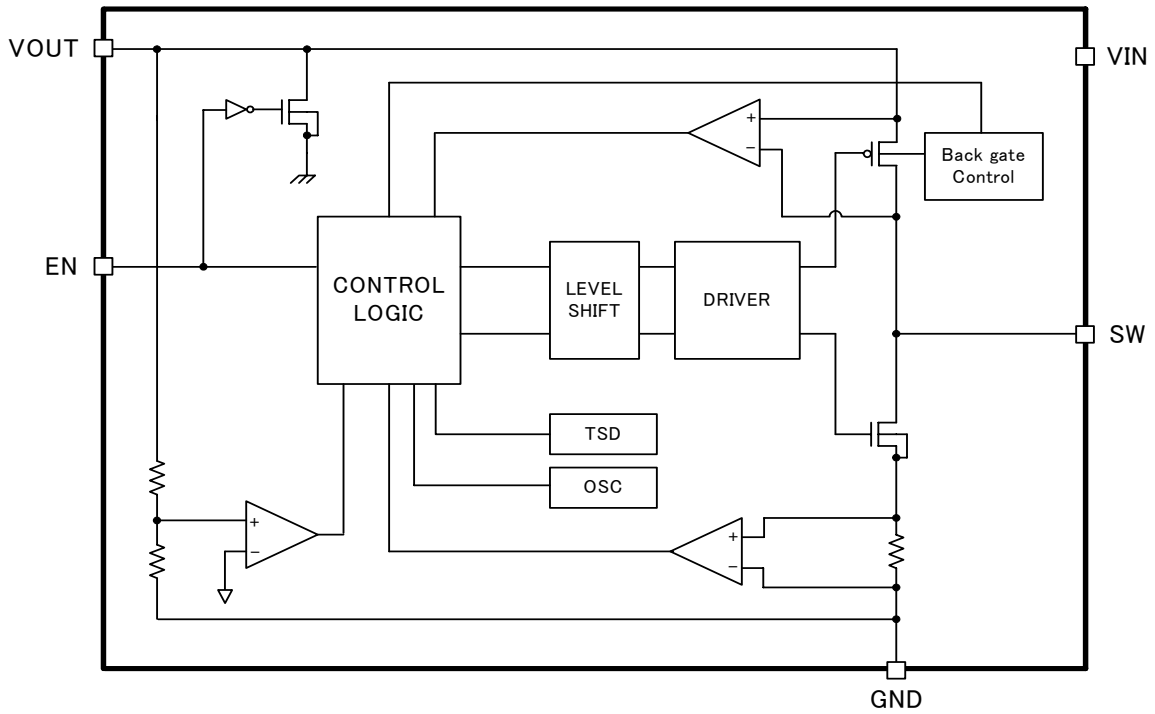 VOUT
VIN
+
−
Back gate
Control
EN
CONTROL
LOGIC
LEVEL
SHIFT
DRIVER
SW
TSD
OSC
+
−
+
−
GND